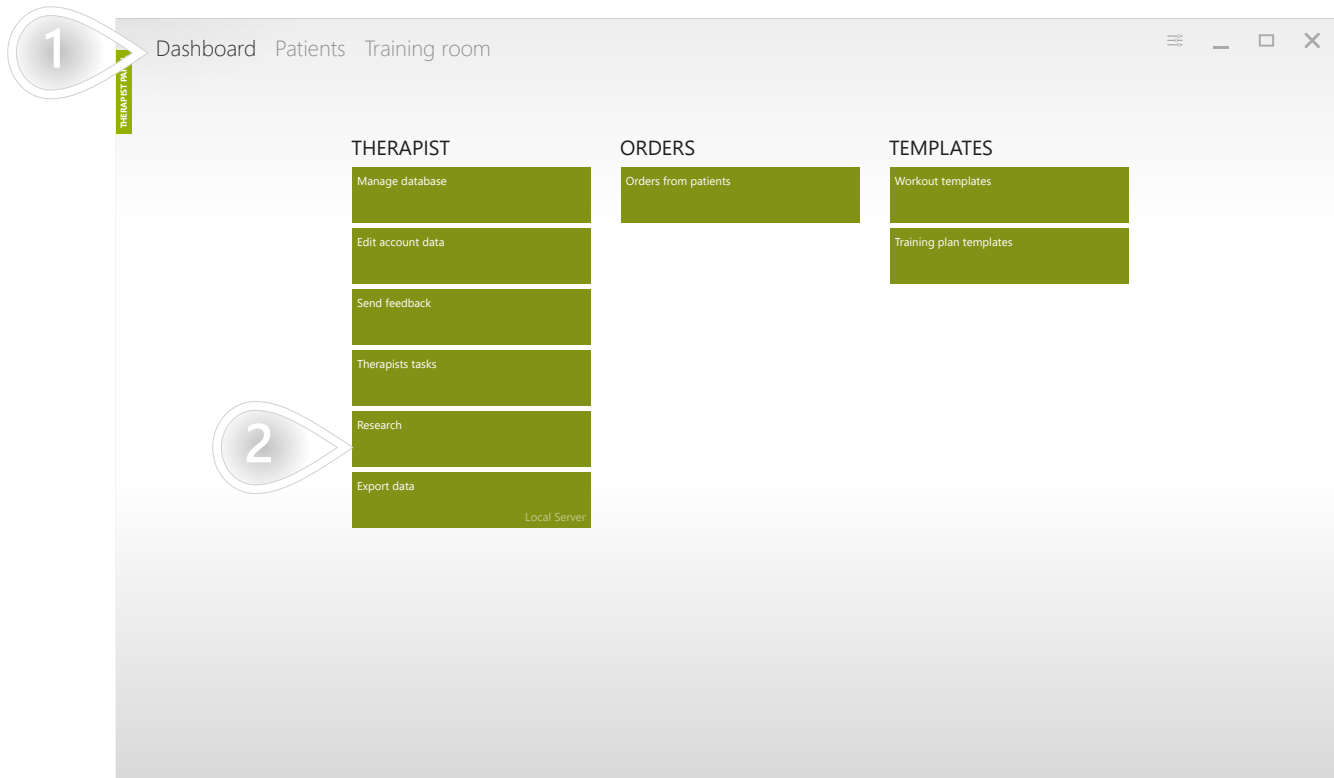 1
Dashboard Patients Training room
THERAPIST
THERAPIST
Manage database
Edit account data
Send feedback
Therapists tasks
2
Research
Export data
Local Server
ORDERS
Orders from patients
TEMPLATES
Workout templates
Training plan templates